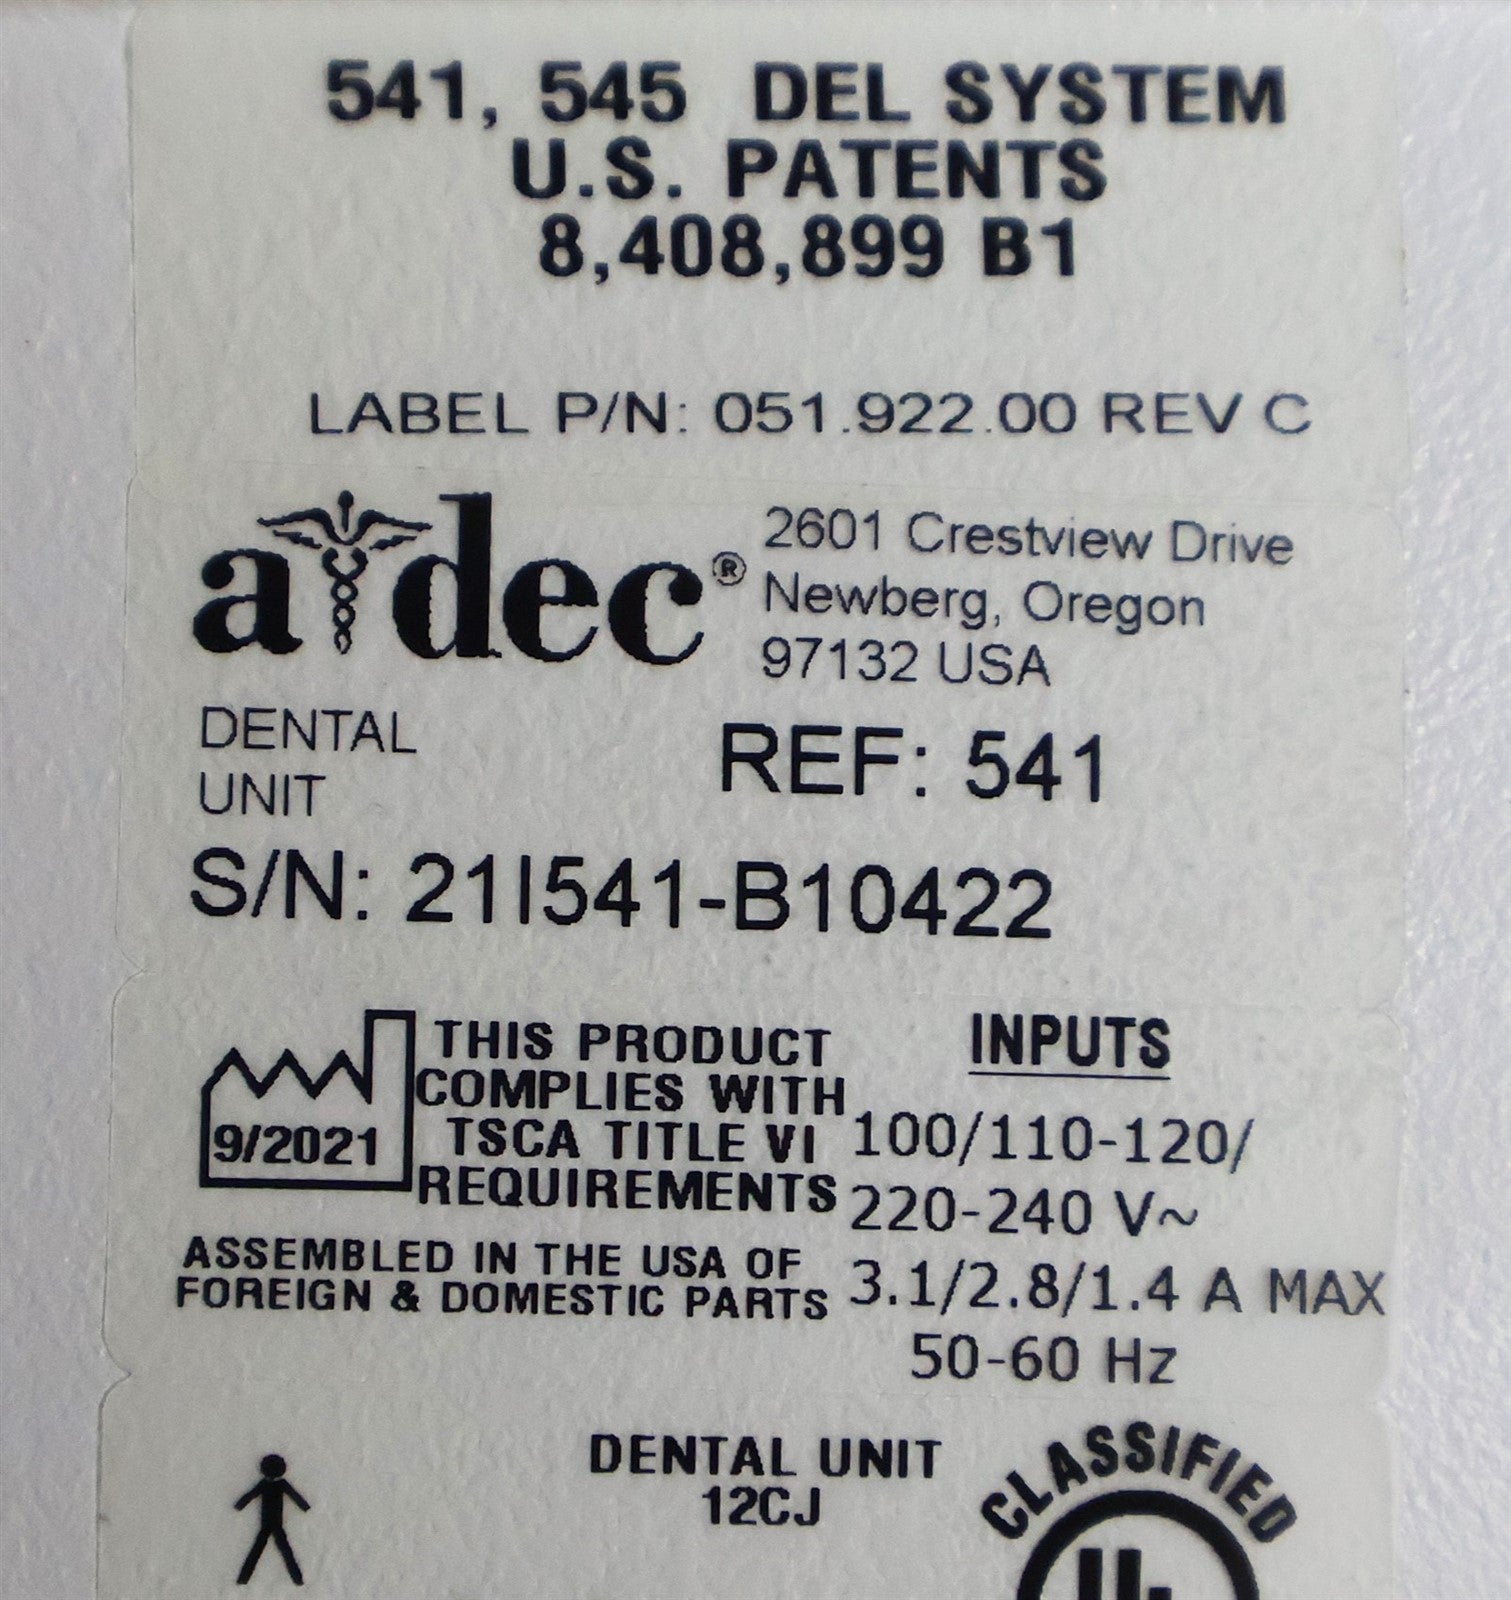 541, 545 DEL SYSTEM
U.S. PATENTS
8,408,899 B1
LABEL P/N: 051.922.00 REV C
a dec®
2601 Crestview Drive
Newberg, Oregon
97132 USA
DENTAL
UNIT
REF: 541
S/N: 21I541-B10422
9/2021
THIS PRODUCT
COMPLIES WITH
TSCA TITLE VI
REQUIREMENTS
ASSEMBLED IN THE USA OF
FOREIGN & DOMESTIC PARTS
INPUTS
100/110-120/
220-240 V~
3.1/2.8/1.4 A MAX
50-60 Hz
DENTAL UNIT
12CJ
CLASSIFIED
UL